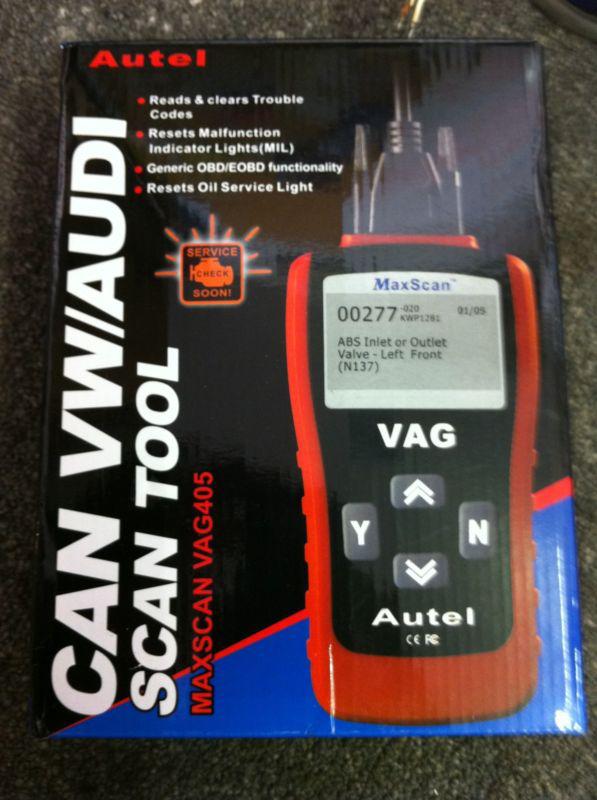 Autel
• Reads & clears Trouble
Codes
• Resets Malfunction
Indicator Lights(MIL)
• Generic OBD/EOBD functionality
• Resets Oil Service Light
SERVICE
CHECK
SOON!
CAN VW/AUDI
SCAN TOOL
MAXSCAN VAG405
MaxScan™
00277 -020 01/05
KWP1281
ABS Inlet or Outlet
Valve - Left Front
(N137)
VAG
Y N
Autel
CE FC